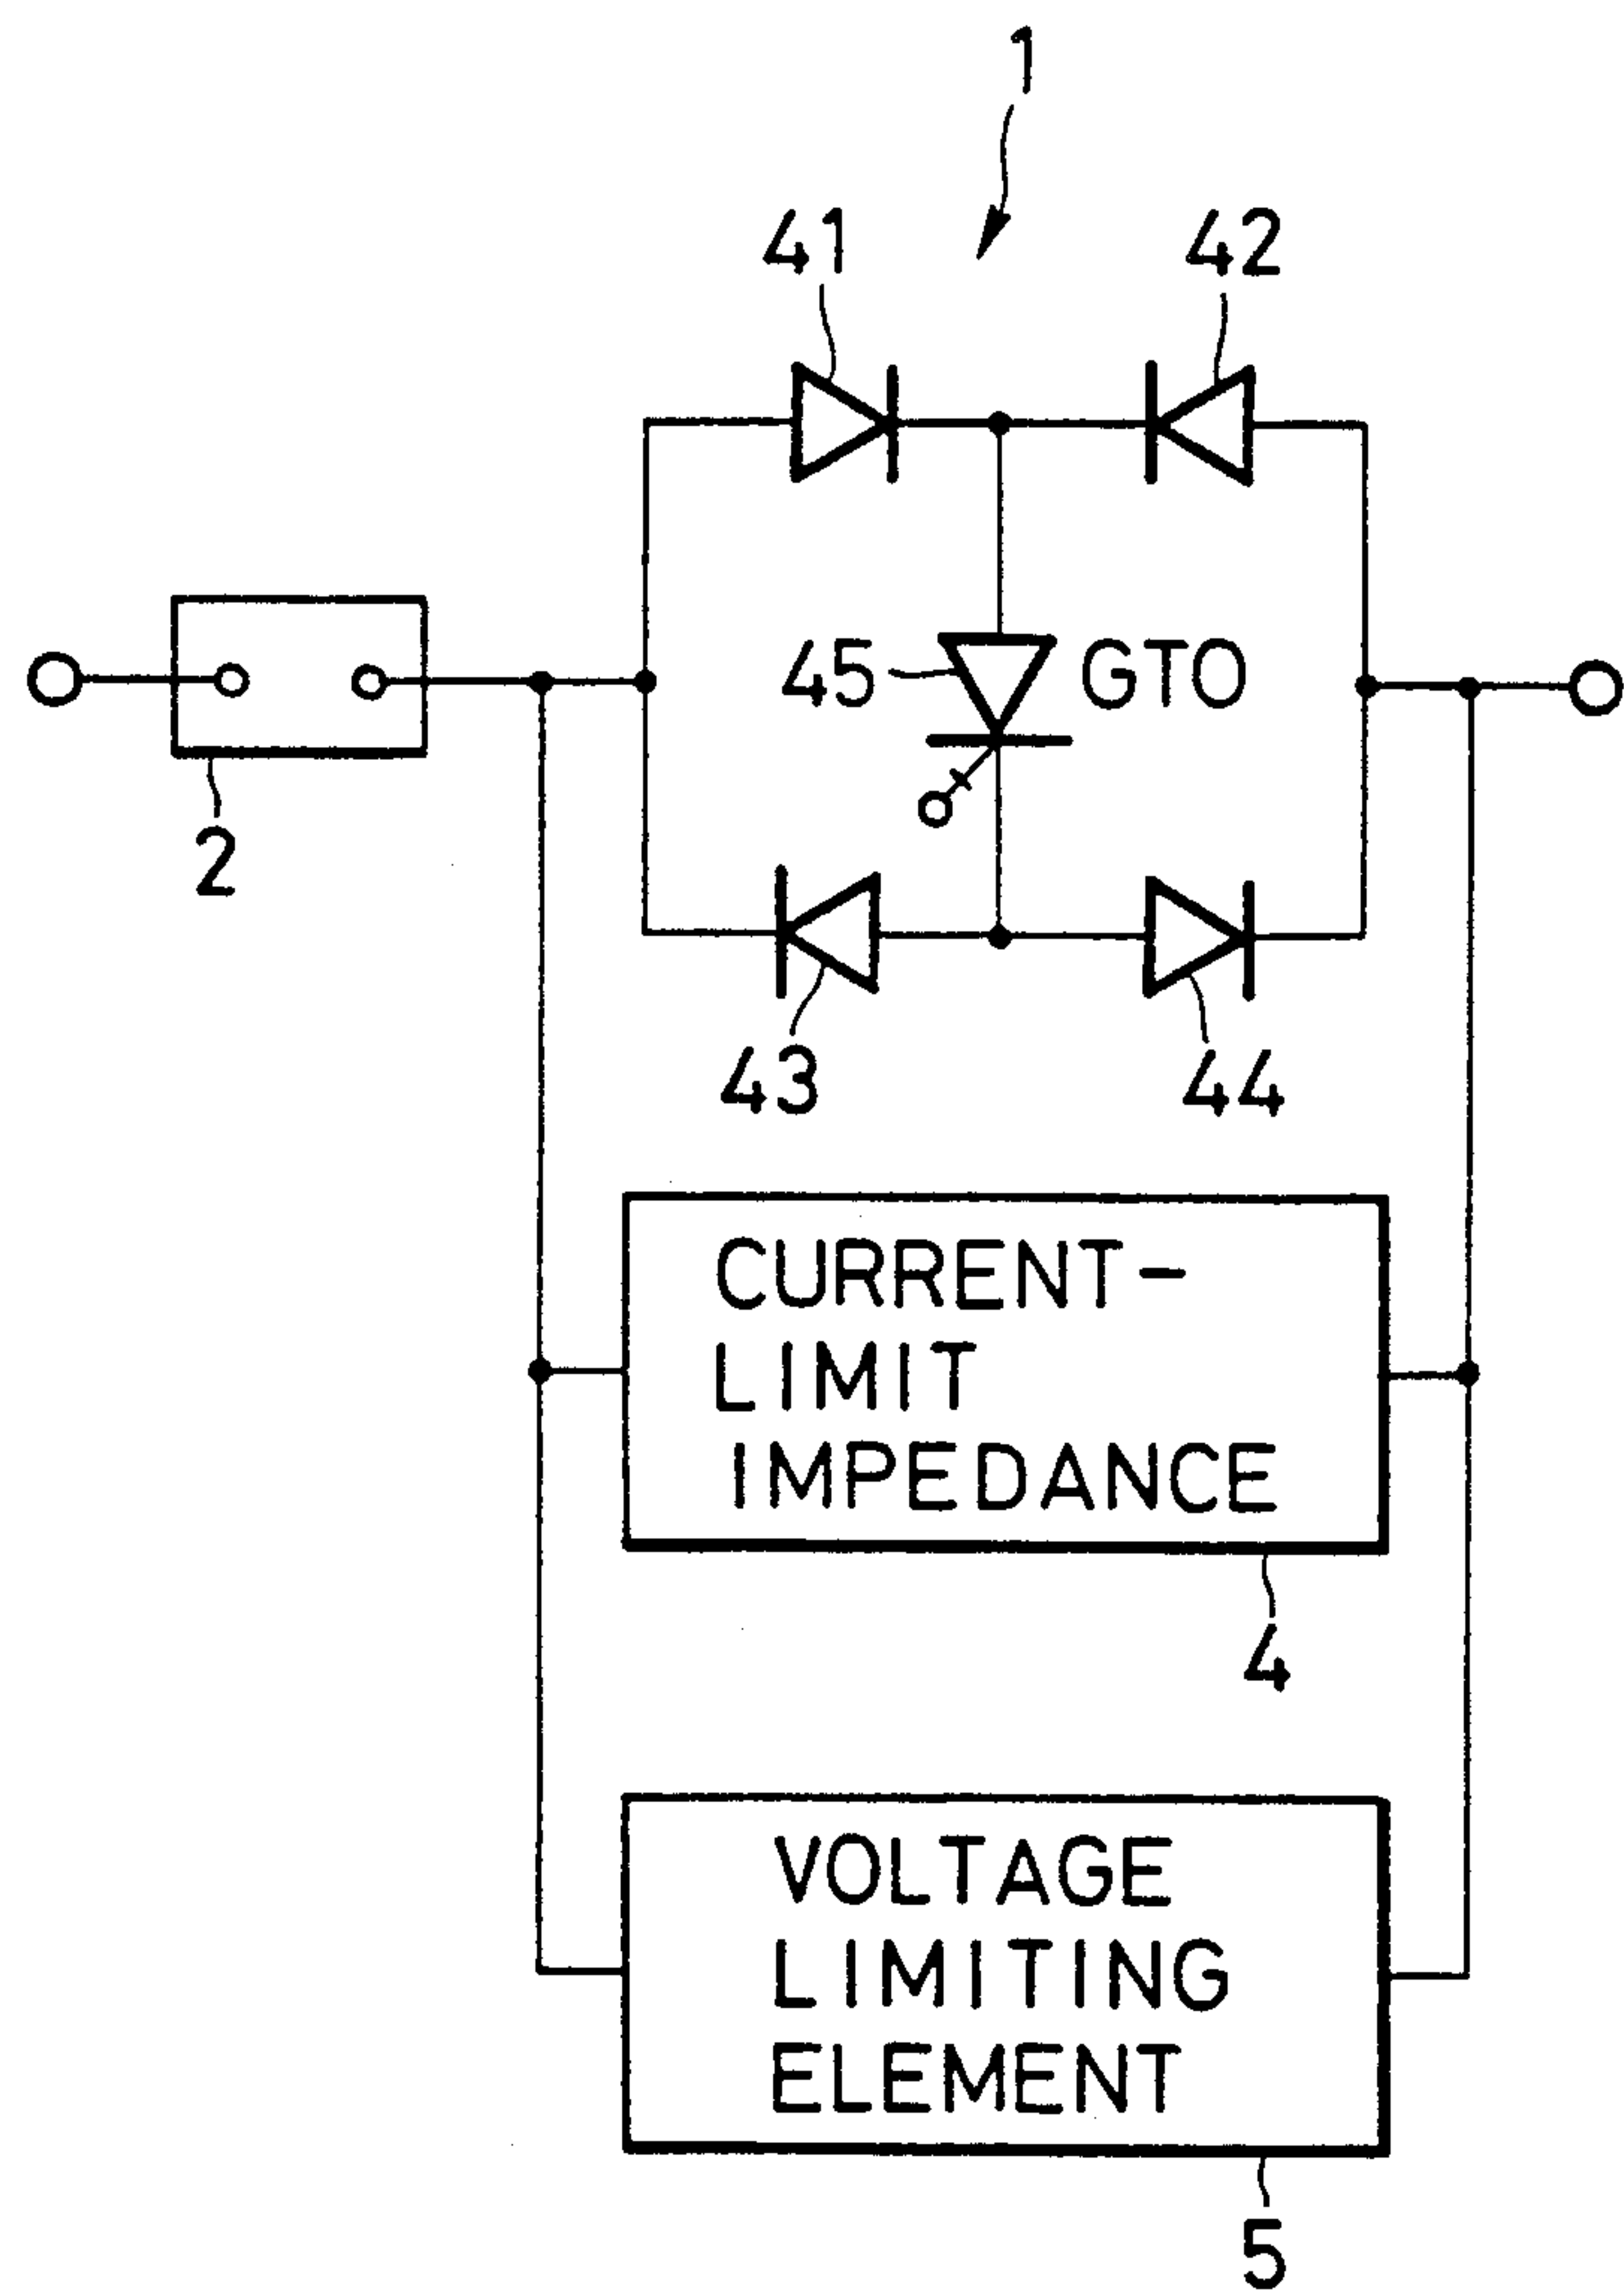 1
41
42
45
GTO
2
43
44
CURRENT-
LIMIT
IMPEDANCE
4
VOLTAGE
LIMITING
ELEMENT
5